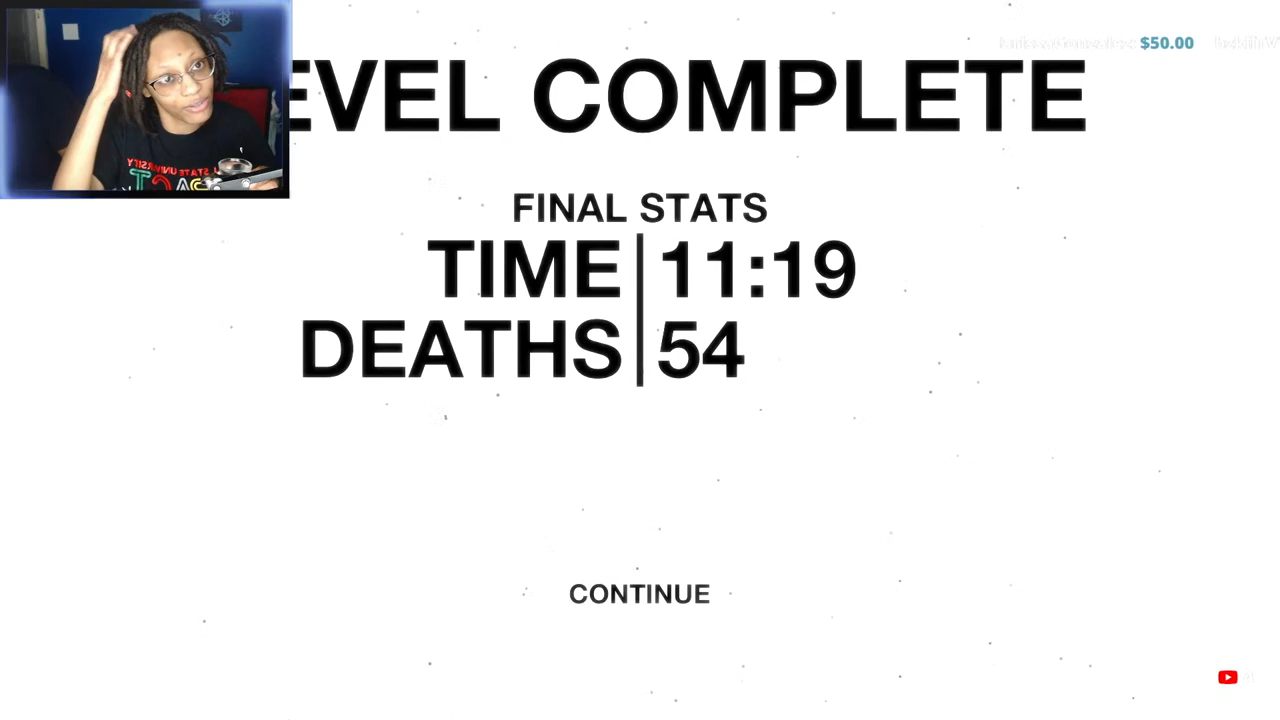 $50.00
EVEL COMPLETE
FINAL STATS
TIME 11:19
DEATHS 54
CONTINUE